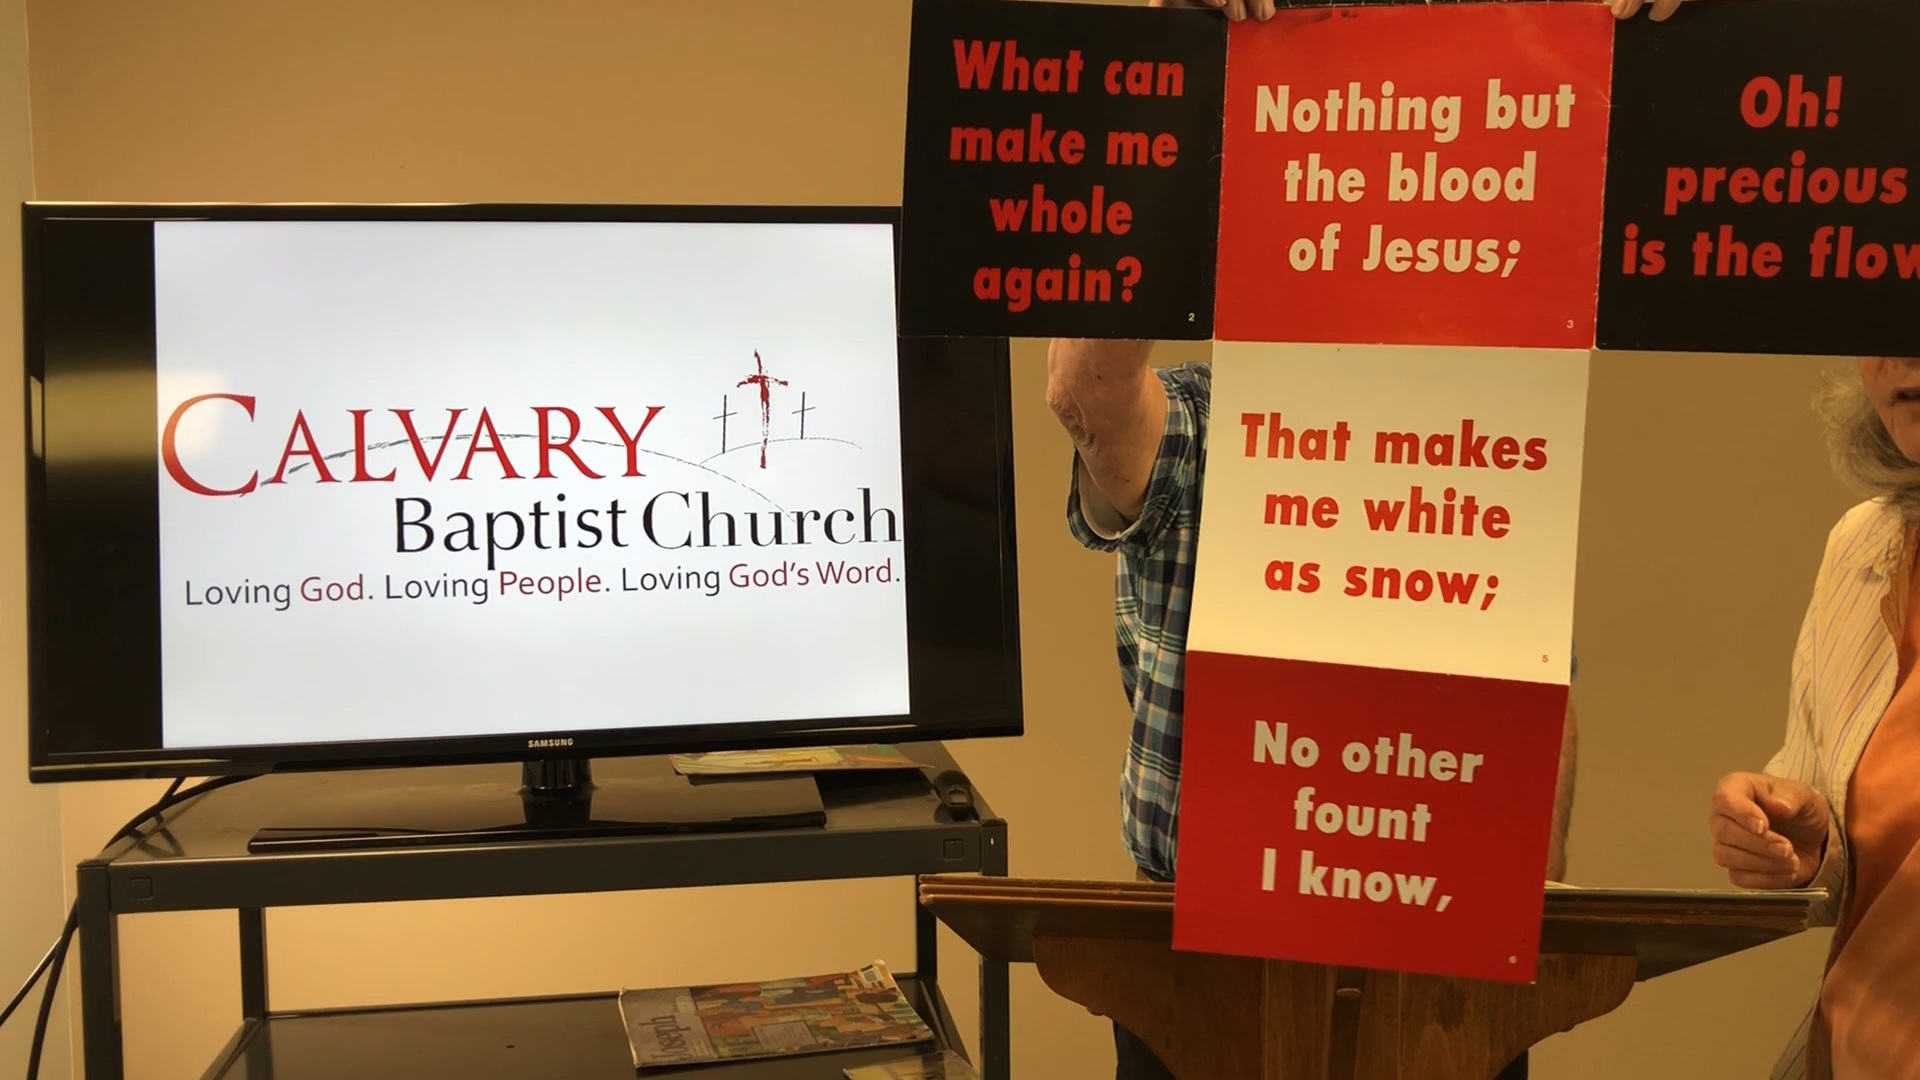 CALVARY
Baptist Church
Loving God. Loving People. Loving God's Word.
SAMSUNG
What can
make me
whole
again?
2
Nothing but
the blood
of Jesus;
3
Oh!
precious
is the flow
That makes
me white
as snow;
5
No other
fount
I know,
6
Joseph